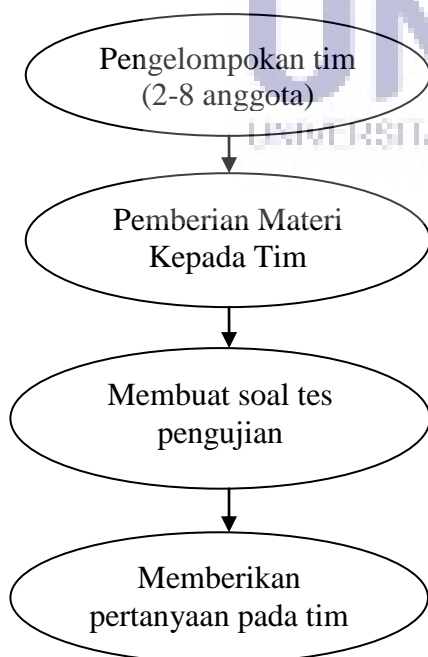 Pengelompokan tim
(2-8 anggota)
Pemberian Materi
Kepada Tim
Membuat soal tes
pengujian
Memberikan
pertanyaan pada tim